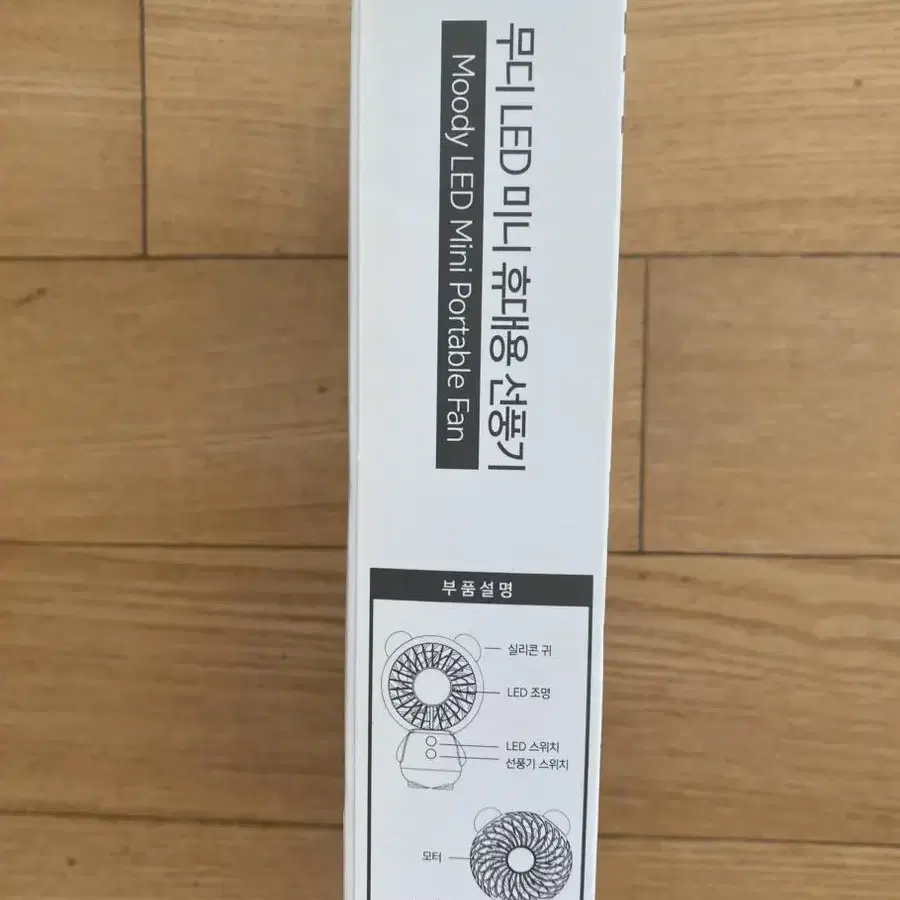 무디 LED 미니 휴대용 선풍기
Moody LED Mini Portable Fan
부품설명
실리콘 귀
LED 조명
LED 스위치
선풍기 스위치
모터